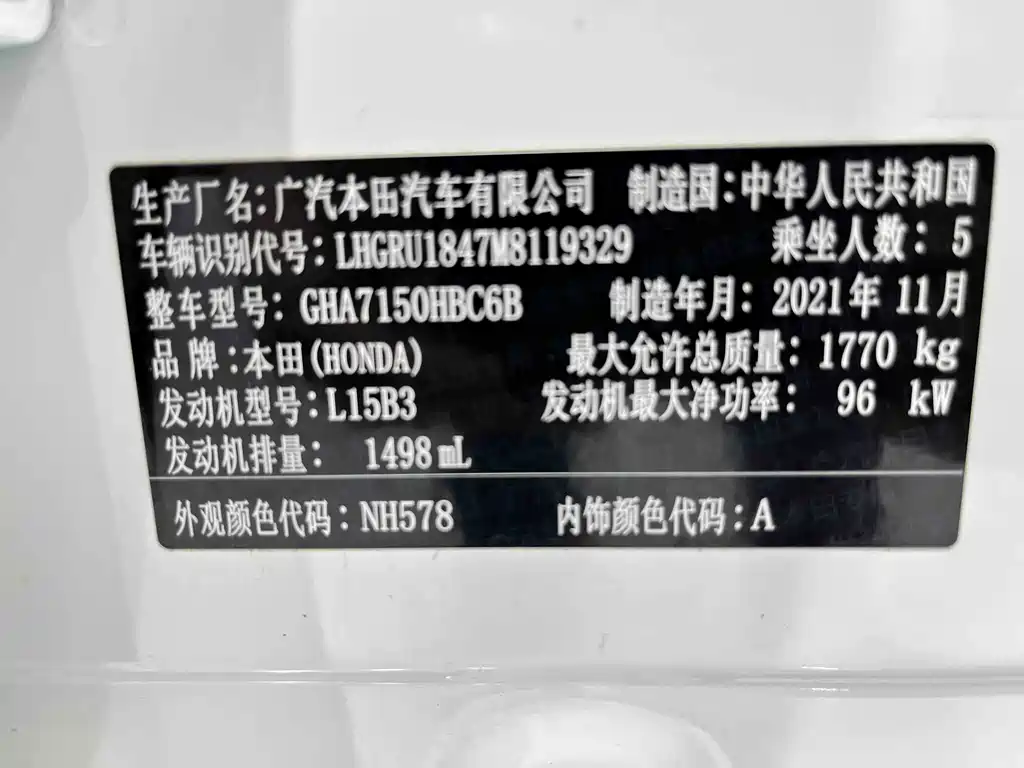 生产厂名：广汽本田汽车有限公司 制造国：中华人民共和国
车辆识别代号：LHGRU1847M8119329 乘坐人数：5
整车型号：GHA7150HBC6B 制造年月：2021年11月
品牌：本田(HONDA) 最大允许总质量：1770 kg
发动机型号：L15B3 发动机最大净功率：96 kW
发动机排量：1498 mL
外观颜色代码：NH578 内饰颜色代码：A